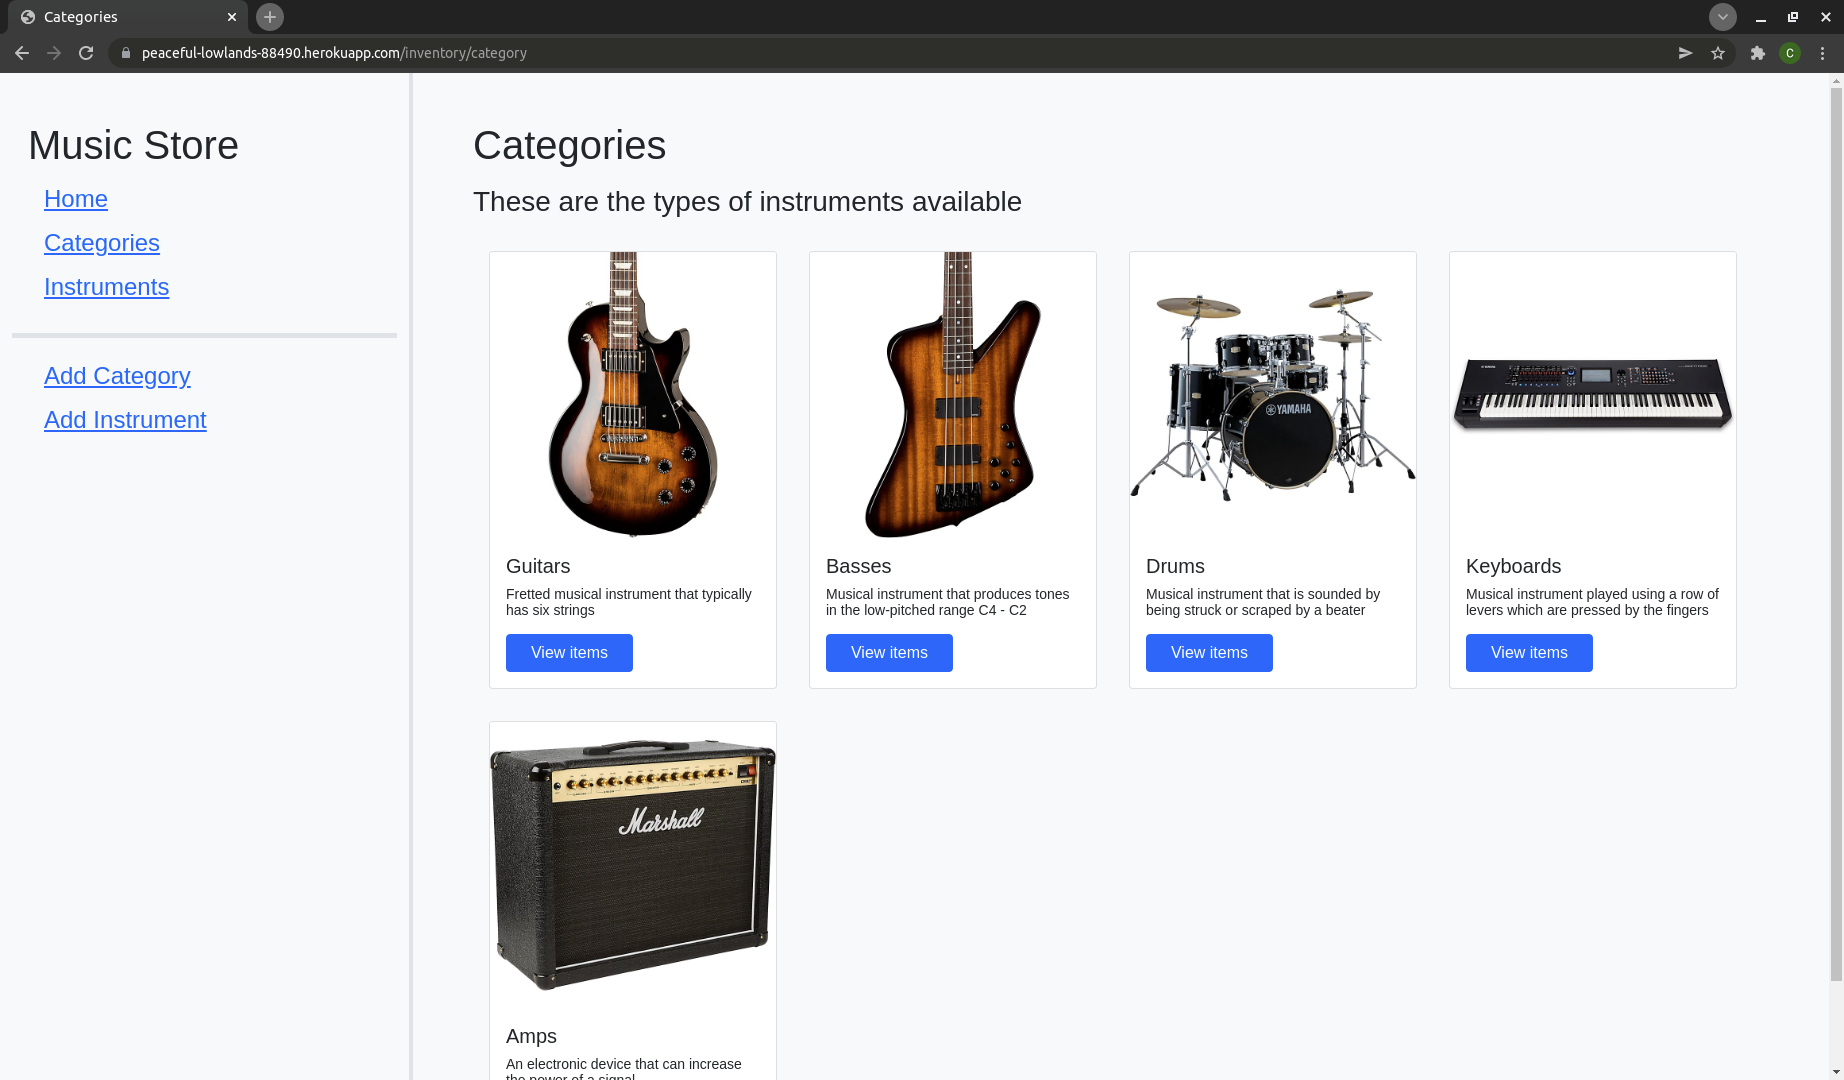 Categories
peaceful-lowlands-88490.herokuapp.com/inventory/category
C
Music Store
Home
Categories
Instruments
Add Category
Add Instrument
Categories
These are the types of instruments available
Guitars
Fretted musical instrument that typically
has six strings
View items
Basses
Musical instrument that produces tones
in the low-pitched range C4 - C2
View items
YAMAHA
Drums
Musical instrument that is sounded by
being struck or scraped by a beater
View items
Keyboards
Musical instrument played using a row of
levers which are pressed by the fingers
View items
Marshall
Amps
An electronic device that can increase
the power of a signal